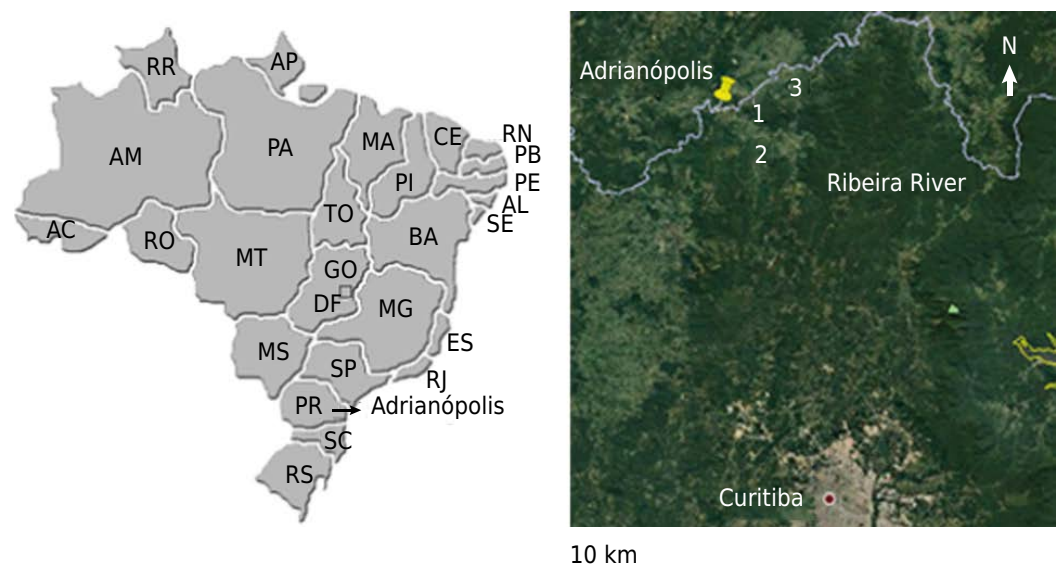 RR
AP
AM
PA
MA
CE
RN
PB
PI
PE
AL
SE
TO
AC
RO
BA
MT
GO
DF
MG
MS
ES
SP
RJ
PR
Adrianópolis
SC
RS
N
Adrianópolis
3
1
2
Ribeira River
Curitiba
10 km